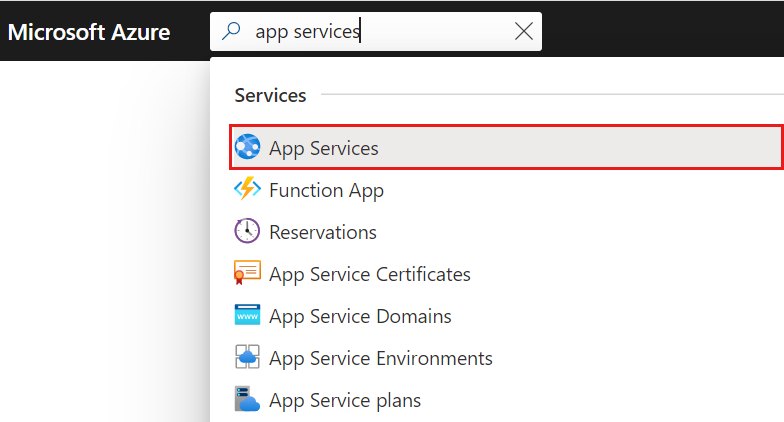 Microsoft Azure
app services
Services
App Services
Function App
Reservations
App Service Certificates
www
App Service Domains
App Service Environments
App Service plans